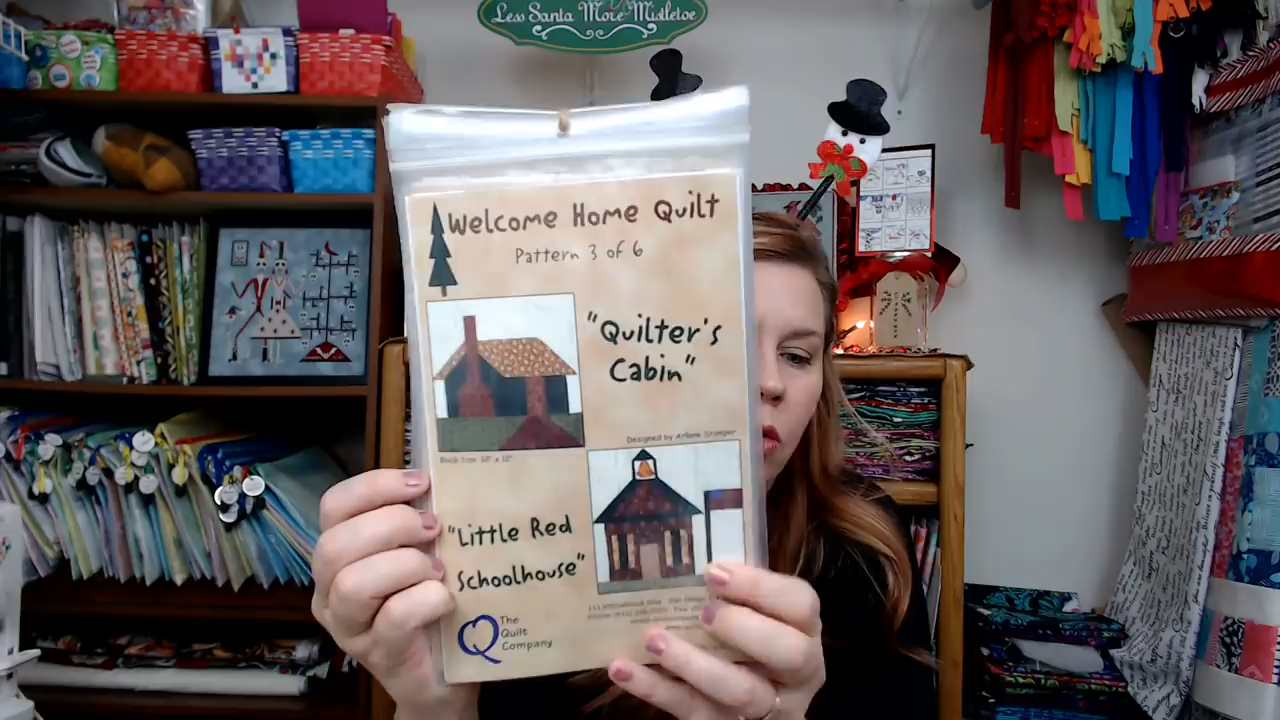 Less Santa More Mistletoe
Welcome Home Quilt
Pattern 3 of 6
"Quilter's
Cabin"
Designed by Arlene Stamper
"Little Red
Schoolhouse"
The
Quilt
Company